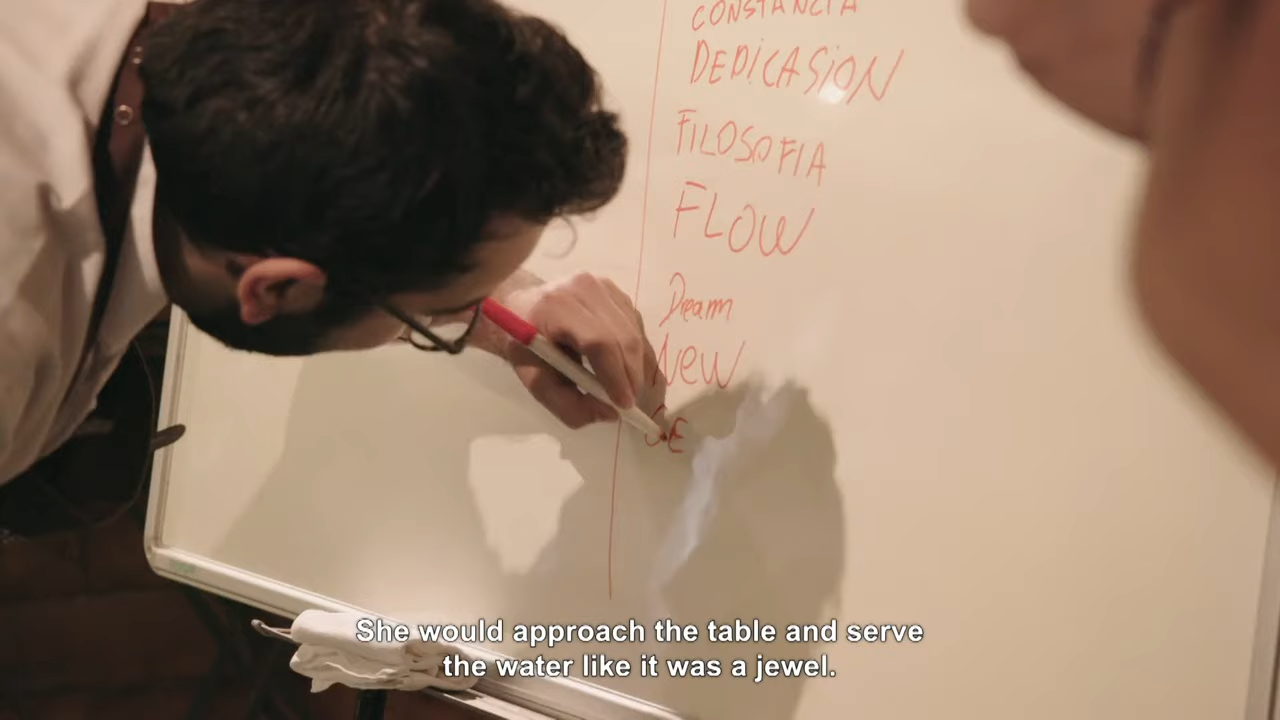 CONSTANCIA
DEDICASION
FILOSOFIA
FLOW
Dream
New
She would approach the table and serve
the water like it was a jewel.